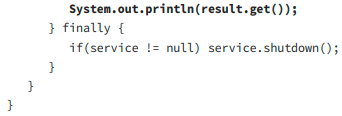 System.out.println(result.get());
} finally {
if(service != null) service.shutdown();
}
}
}